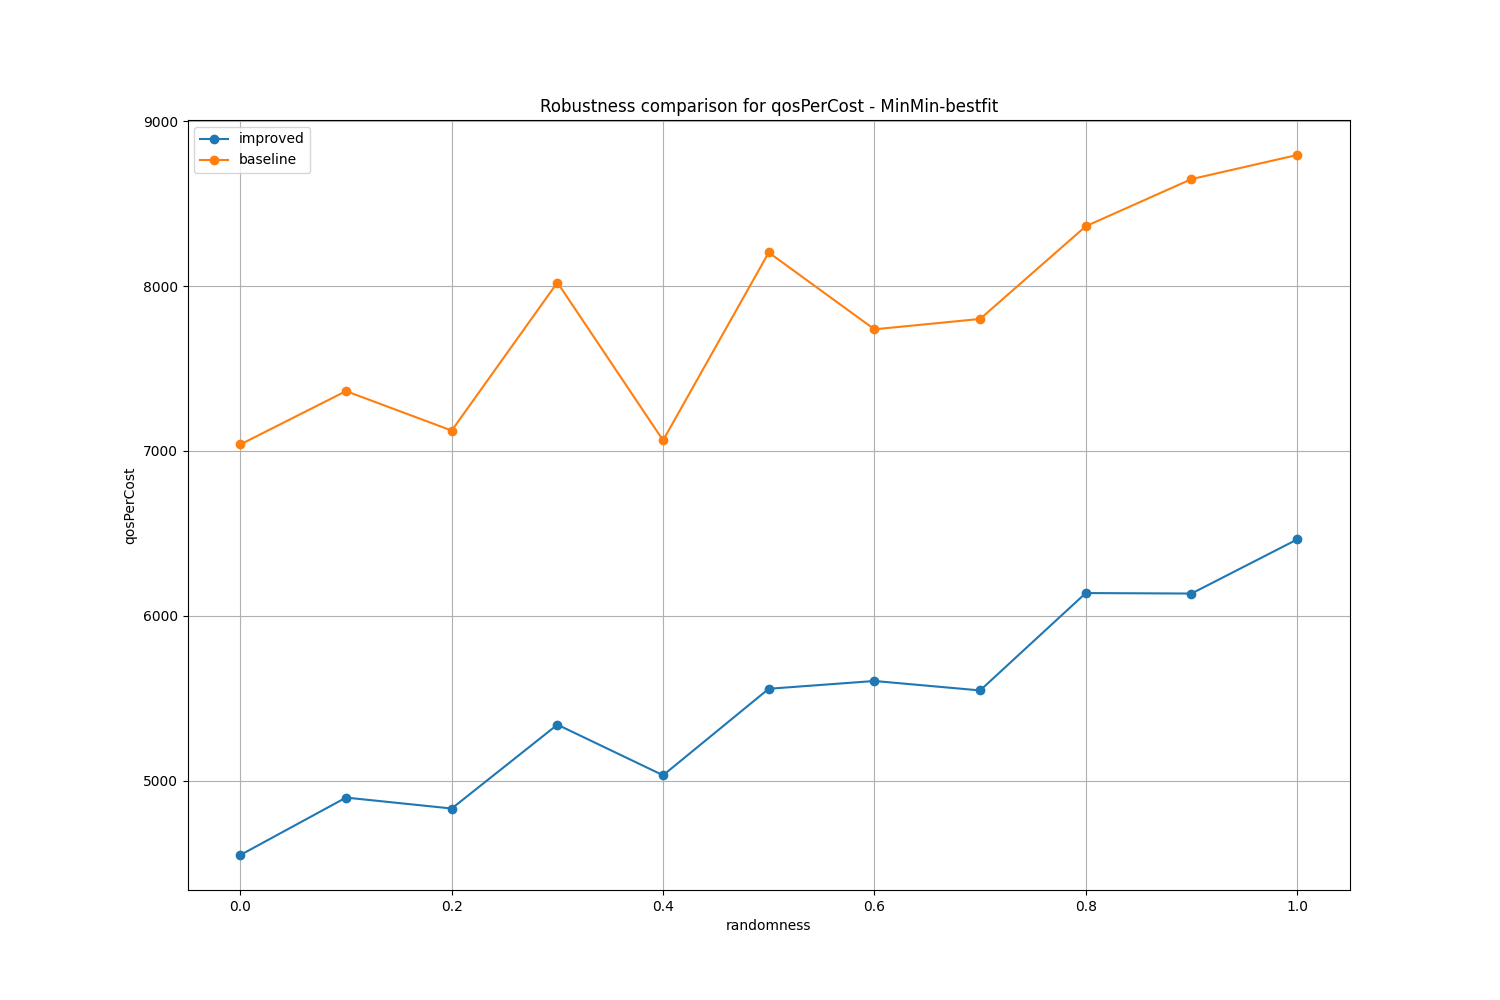 Robustness comparison for qosPerCost - MinMin-bestfit
9000
improved
baseline
8000
7000
qosPerCost
6000
5000
0.0 0.2 0.4 0.6 0.8 1.0
randomness